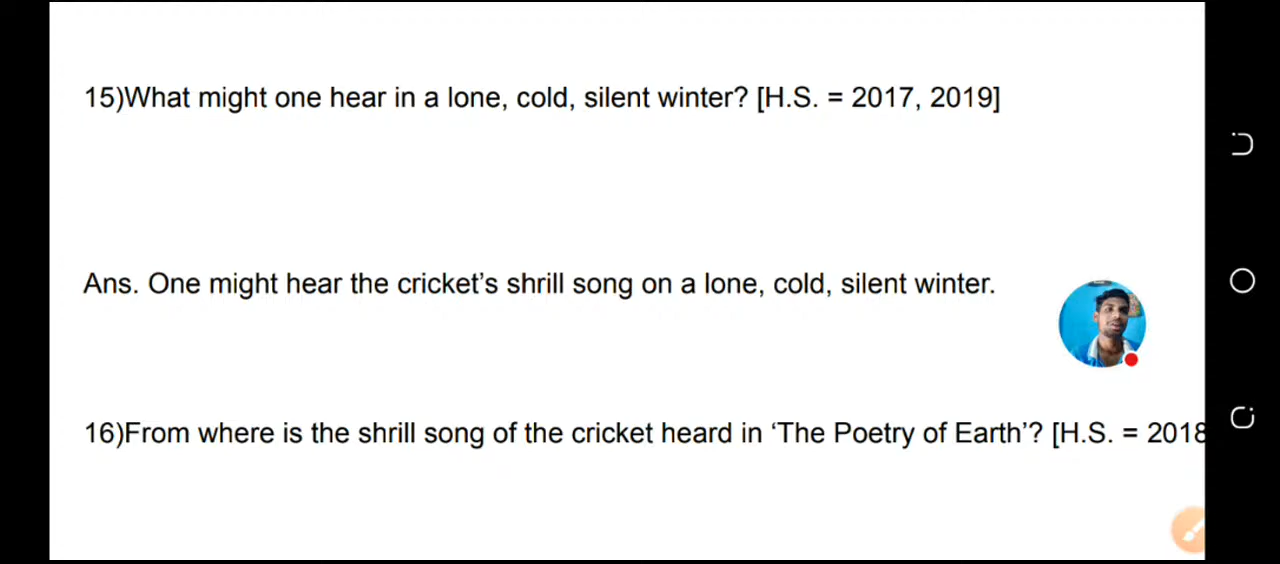 15)What might one hear in a lone, cold, silent winter? [H.S. = 2017, 2019]
Ans. One might hear the cricket’s shrill song on a lone, cold, silent winter.
16)From where is the shrill song of the cricket heard in ‘The Poetry of Earth’? [H.S. = 2018